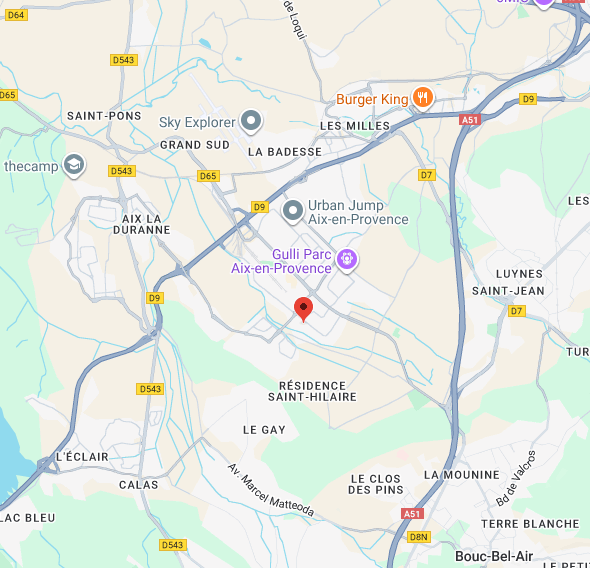 D64
de Loqui
D543
D65
Burger King
D9
SAINT-PONS
Sky Explorer
A51
LES MILLES
GRAND SUD
LA BADESSE
thecamp
D543
D65
D7
D9
Urban Jump
Aix-en-Provence
LES
AIX LA
DURANNE
Gulli Parc
Aix-en-Provence
LUYNES
SAINT-JEAN
D9
D7
TUR
RÉSIDENCE
SAINT-HILAIRE
D543
LE GAY
L'ÉCLAIR
Av. Marcel Matteoda
LE CLOS
DES PINS
LA MOUNINE
Bd de Valcros
CALAS
A51
LAC BLEU
TERRE BLANCHE
D8N
D543
Bouc-Bel-Air
LE PETIT